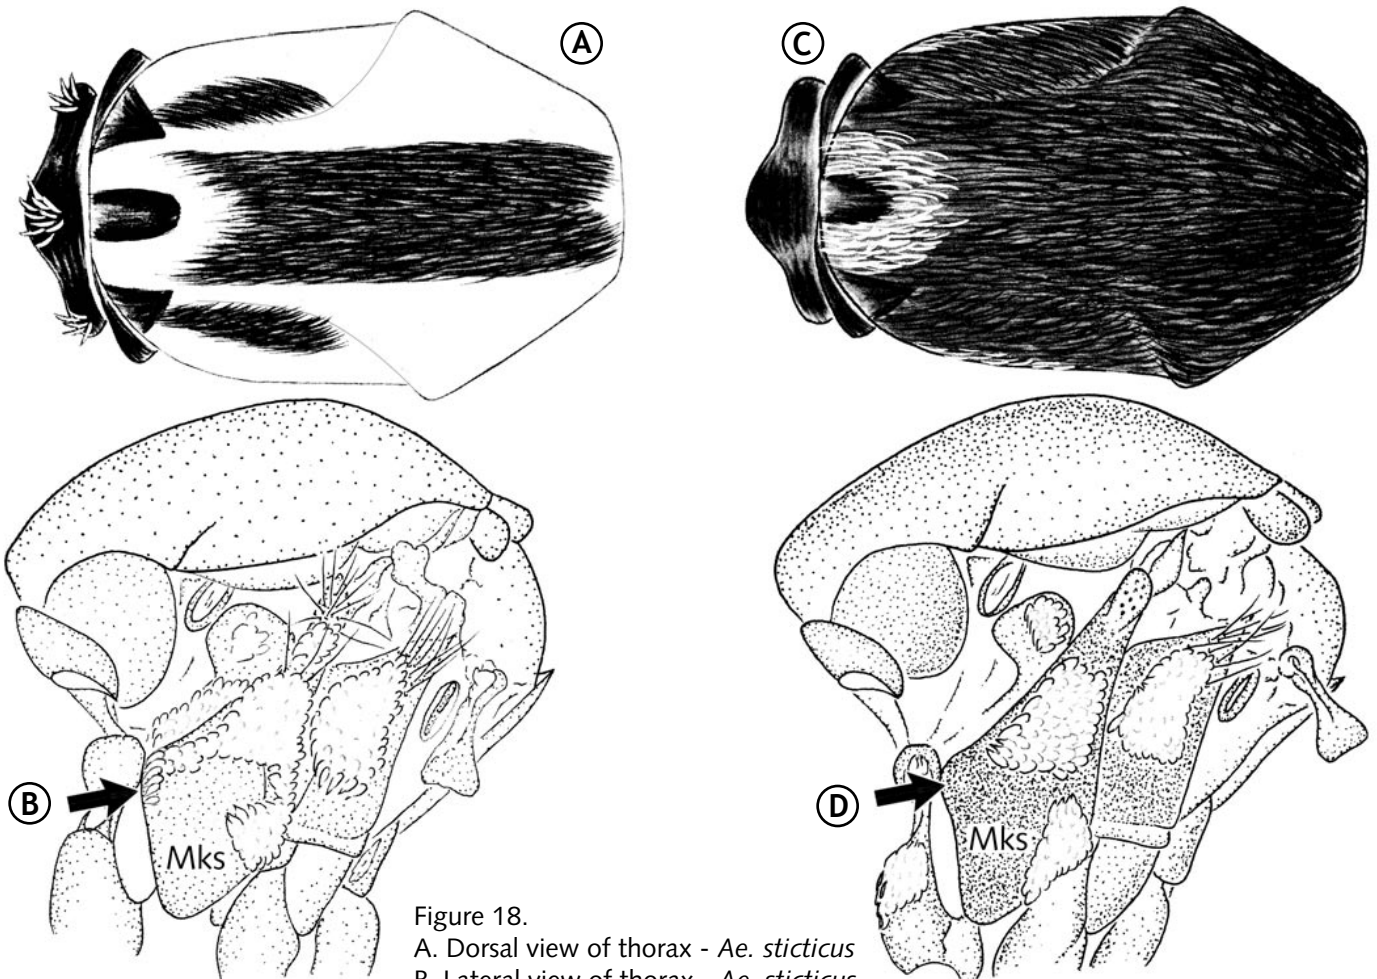 A
C
B
Mks
D
Mks
Figure 18.
A. Dorsal view of thorax - Ae. sticticus
B. Lateral view of thorax - Ae. sticticus